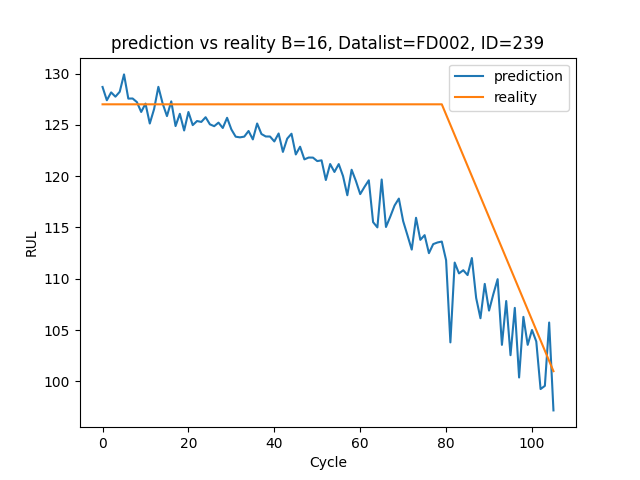 prediction vs reality B=16, Datalist=FD002, ID=239
prediction
reality
RUL
130
125
120
115
110
105
100
0 20 40 60 80 100
Cycle